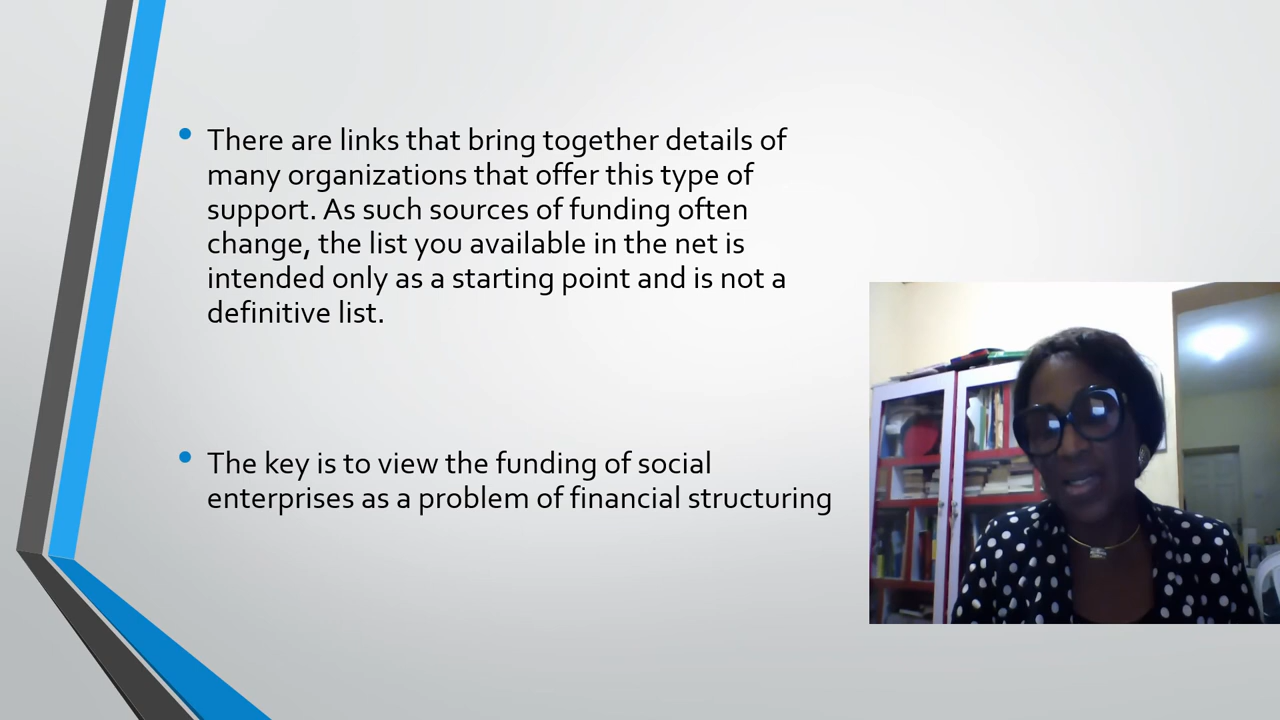 There are links that bring together details of
many organizations that offer this type of
support. As such sources of funding often
change, the list you available in the net is
intended only as a starting point and is not a
definitive list.
The key is to view the funding of social
enterprises as a problem of financial structuring